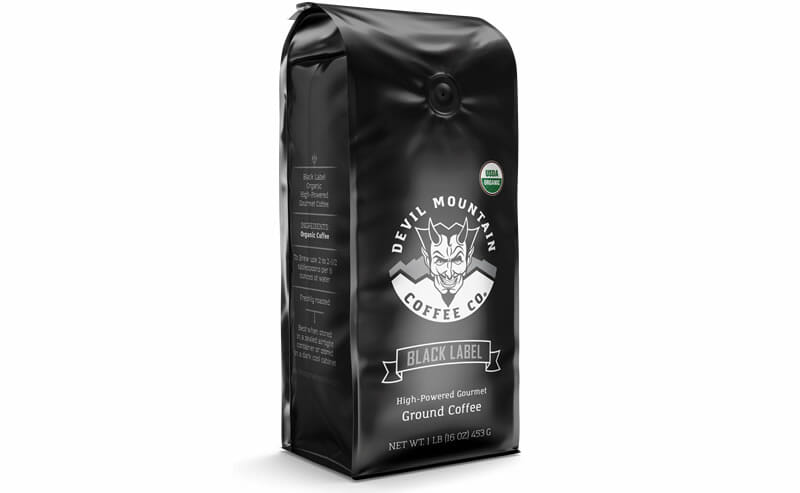 Black Label
Organic
High-Powered
Gourmet Coffee
INGREDIENTS:
Organic Coffee
To Brew use 2 to 2-1/2
tablespoons per 6
ounces of water
Freshly roasted
Best when stored
in a sealed airtight
container or placed
in a dark cool cabinet
USDA
ORGANIC
DEVIL MOUNTAIN
COFFEE CO.
BLACK LABEL
High-Powered Gourmet
Ground Coffee
NET WT. 1 LB (16 OZ) 453 G